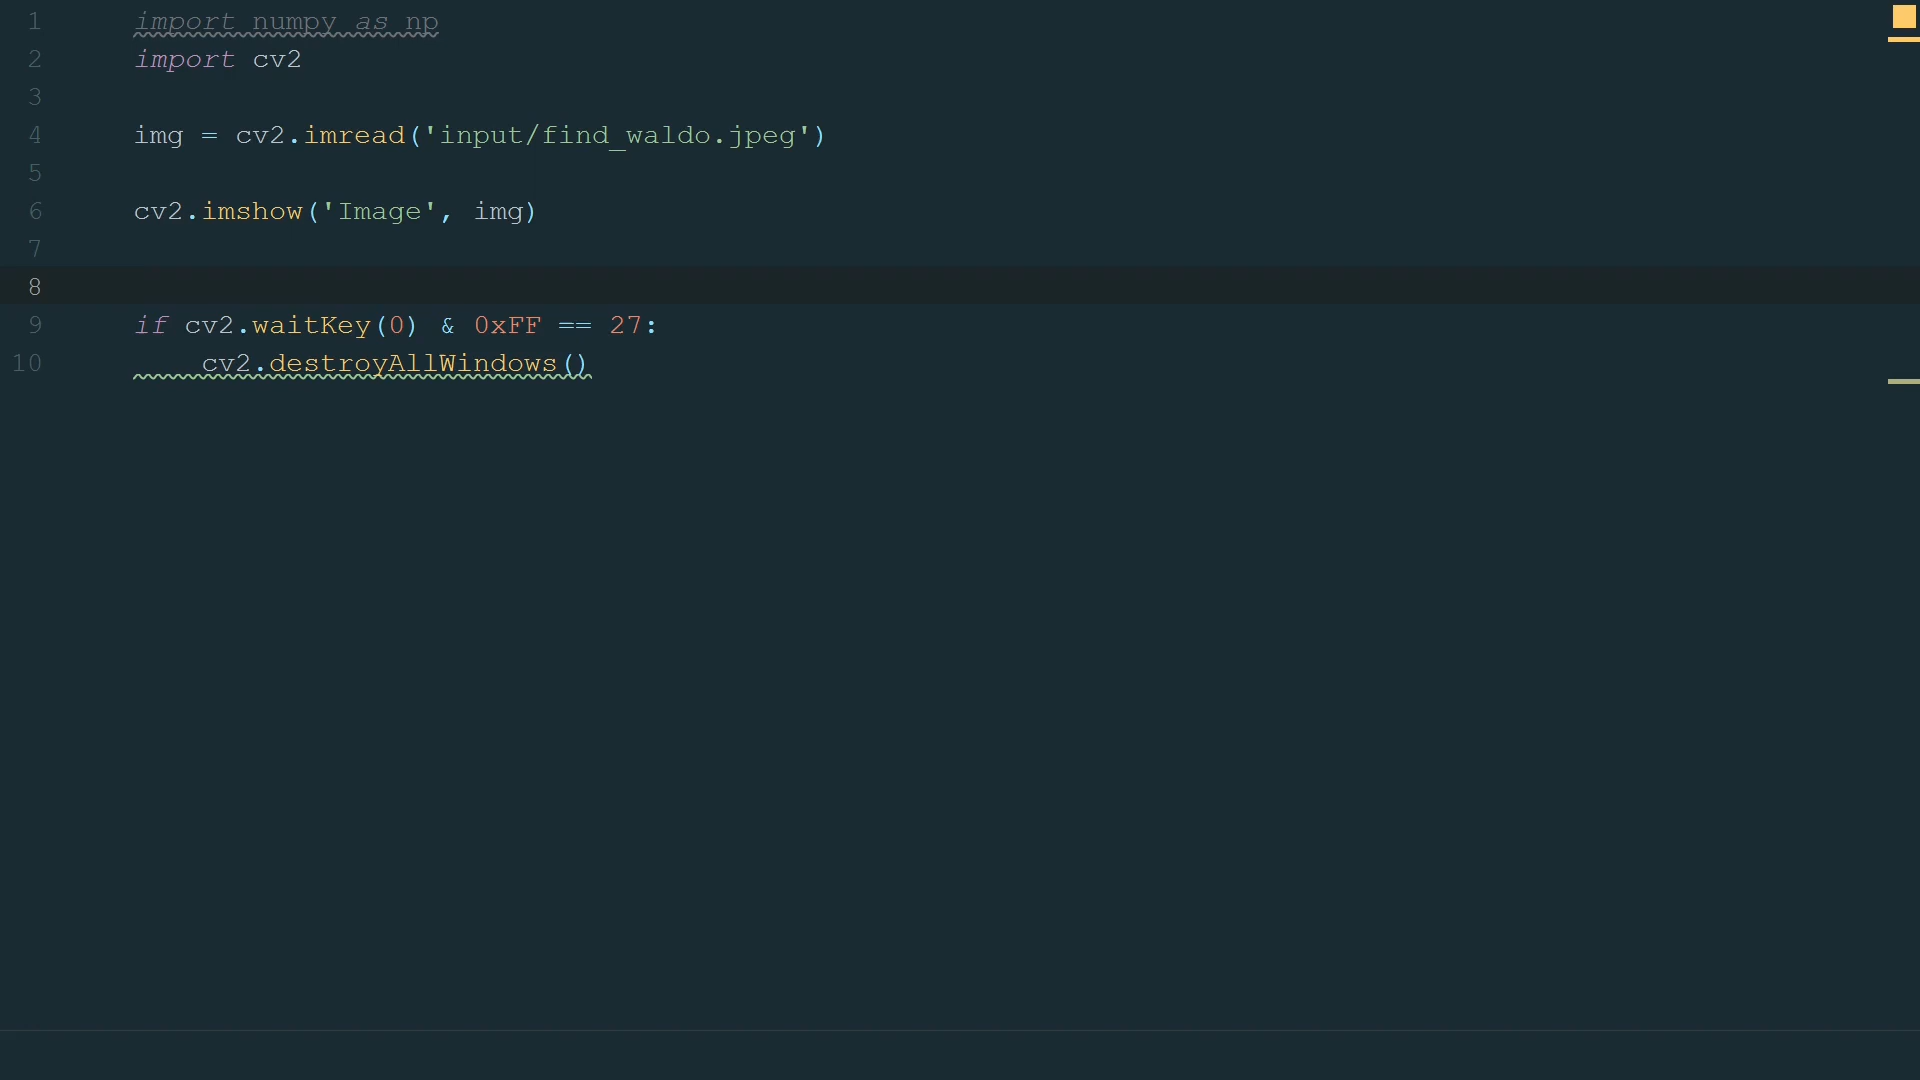 1 import numpy as np
2 import cv2
3
4 img = cv2.imread('input/find_waldo.jpeg')
5
6 cv2.imshow('Image', img)
7
8
9 if cv2.waitKey(0) & 0xFF == 27:
10     cv2.destroyAllWindows()